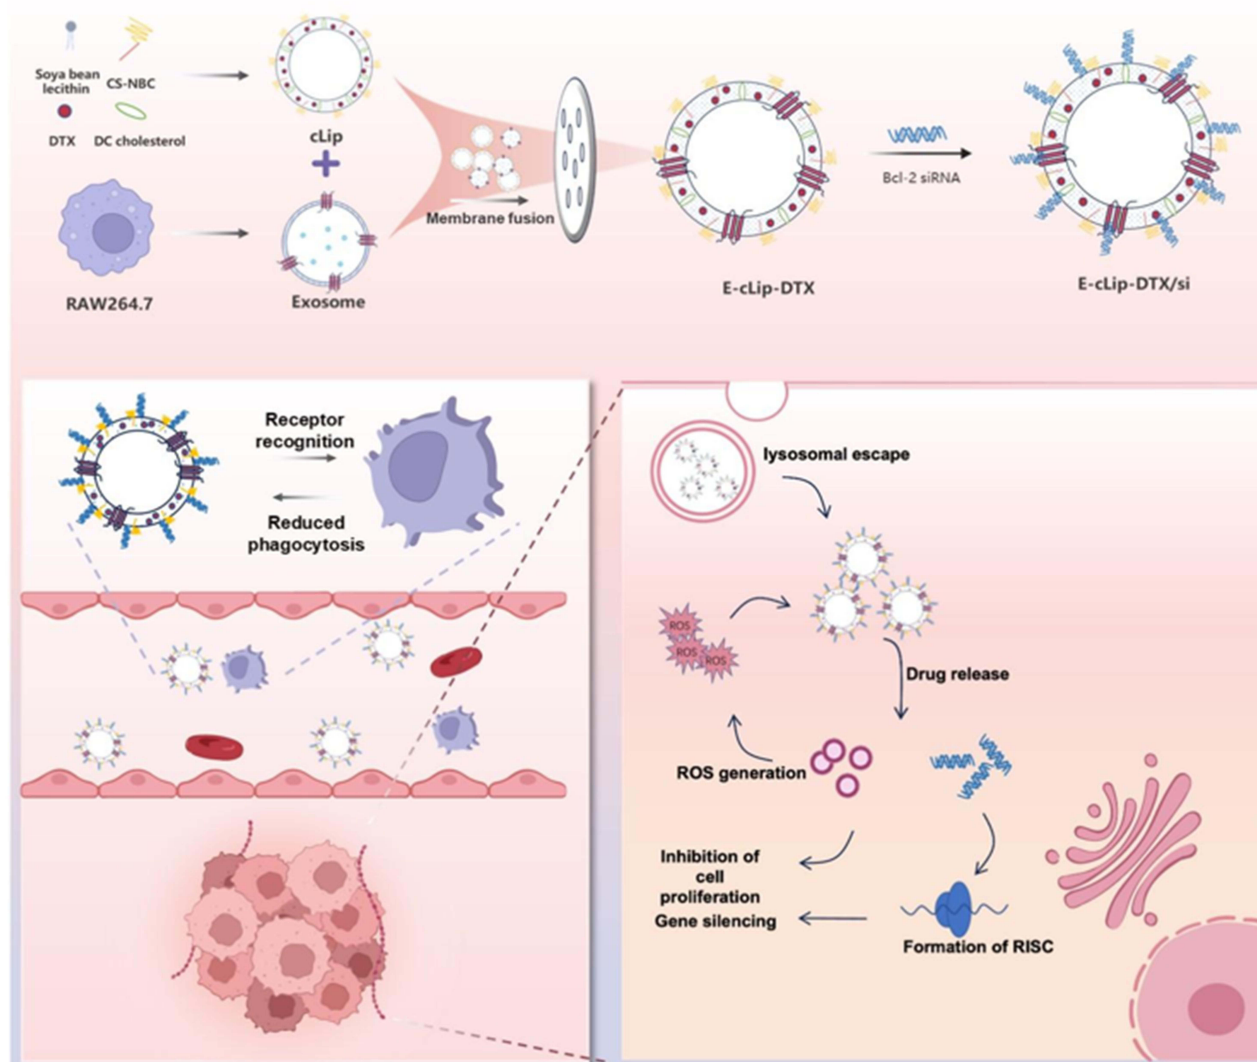 Soya bean
lecithin
CS-NBC
DTX
DC cholesterol
cLip
RAW264.7
Exosome
Membrane fusion
E-cLip-DTX
Bcl-2 siRNA
E-cLip-DTX/si
Receptor
recognition
Reduced
phagocytosis
lysosomal escape
ROS
ROS
ROS
Drug release
ROS generation
Inhibition of
cell
proliferation
Gene silencing
Formation of RISC